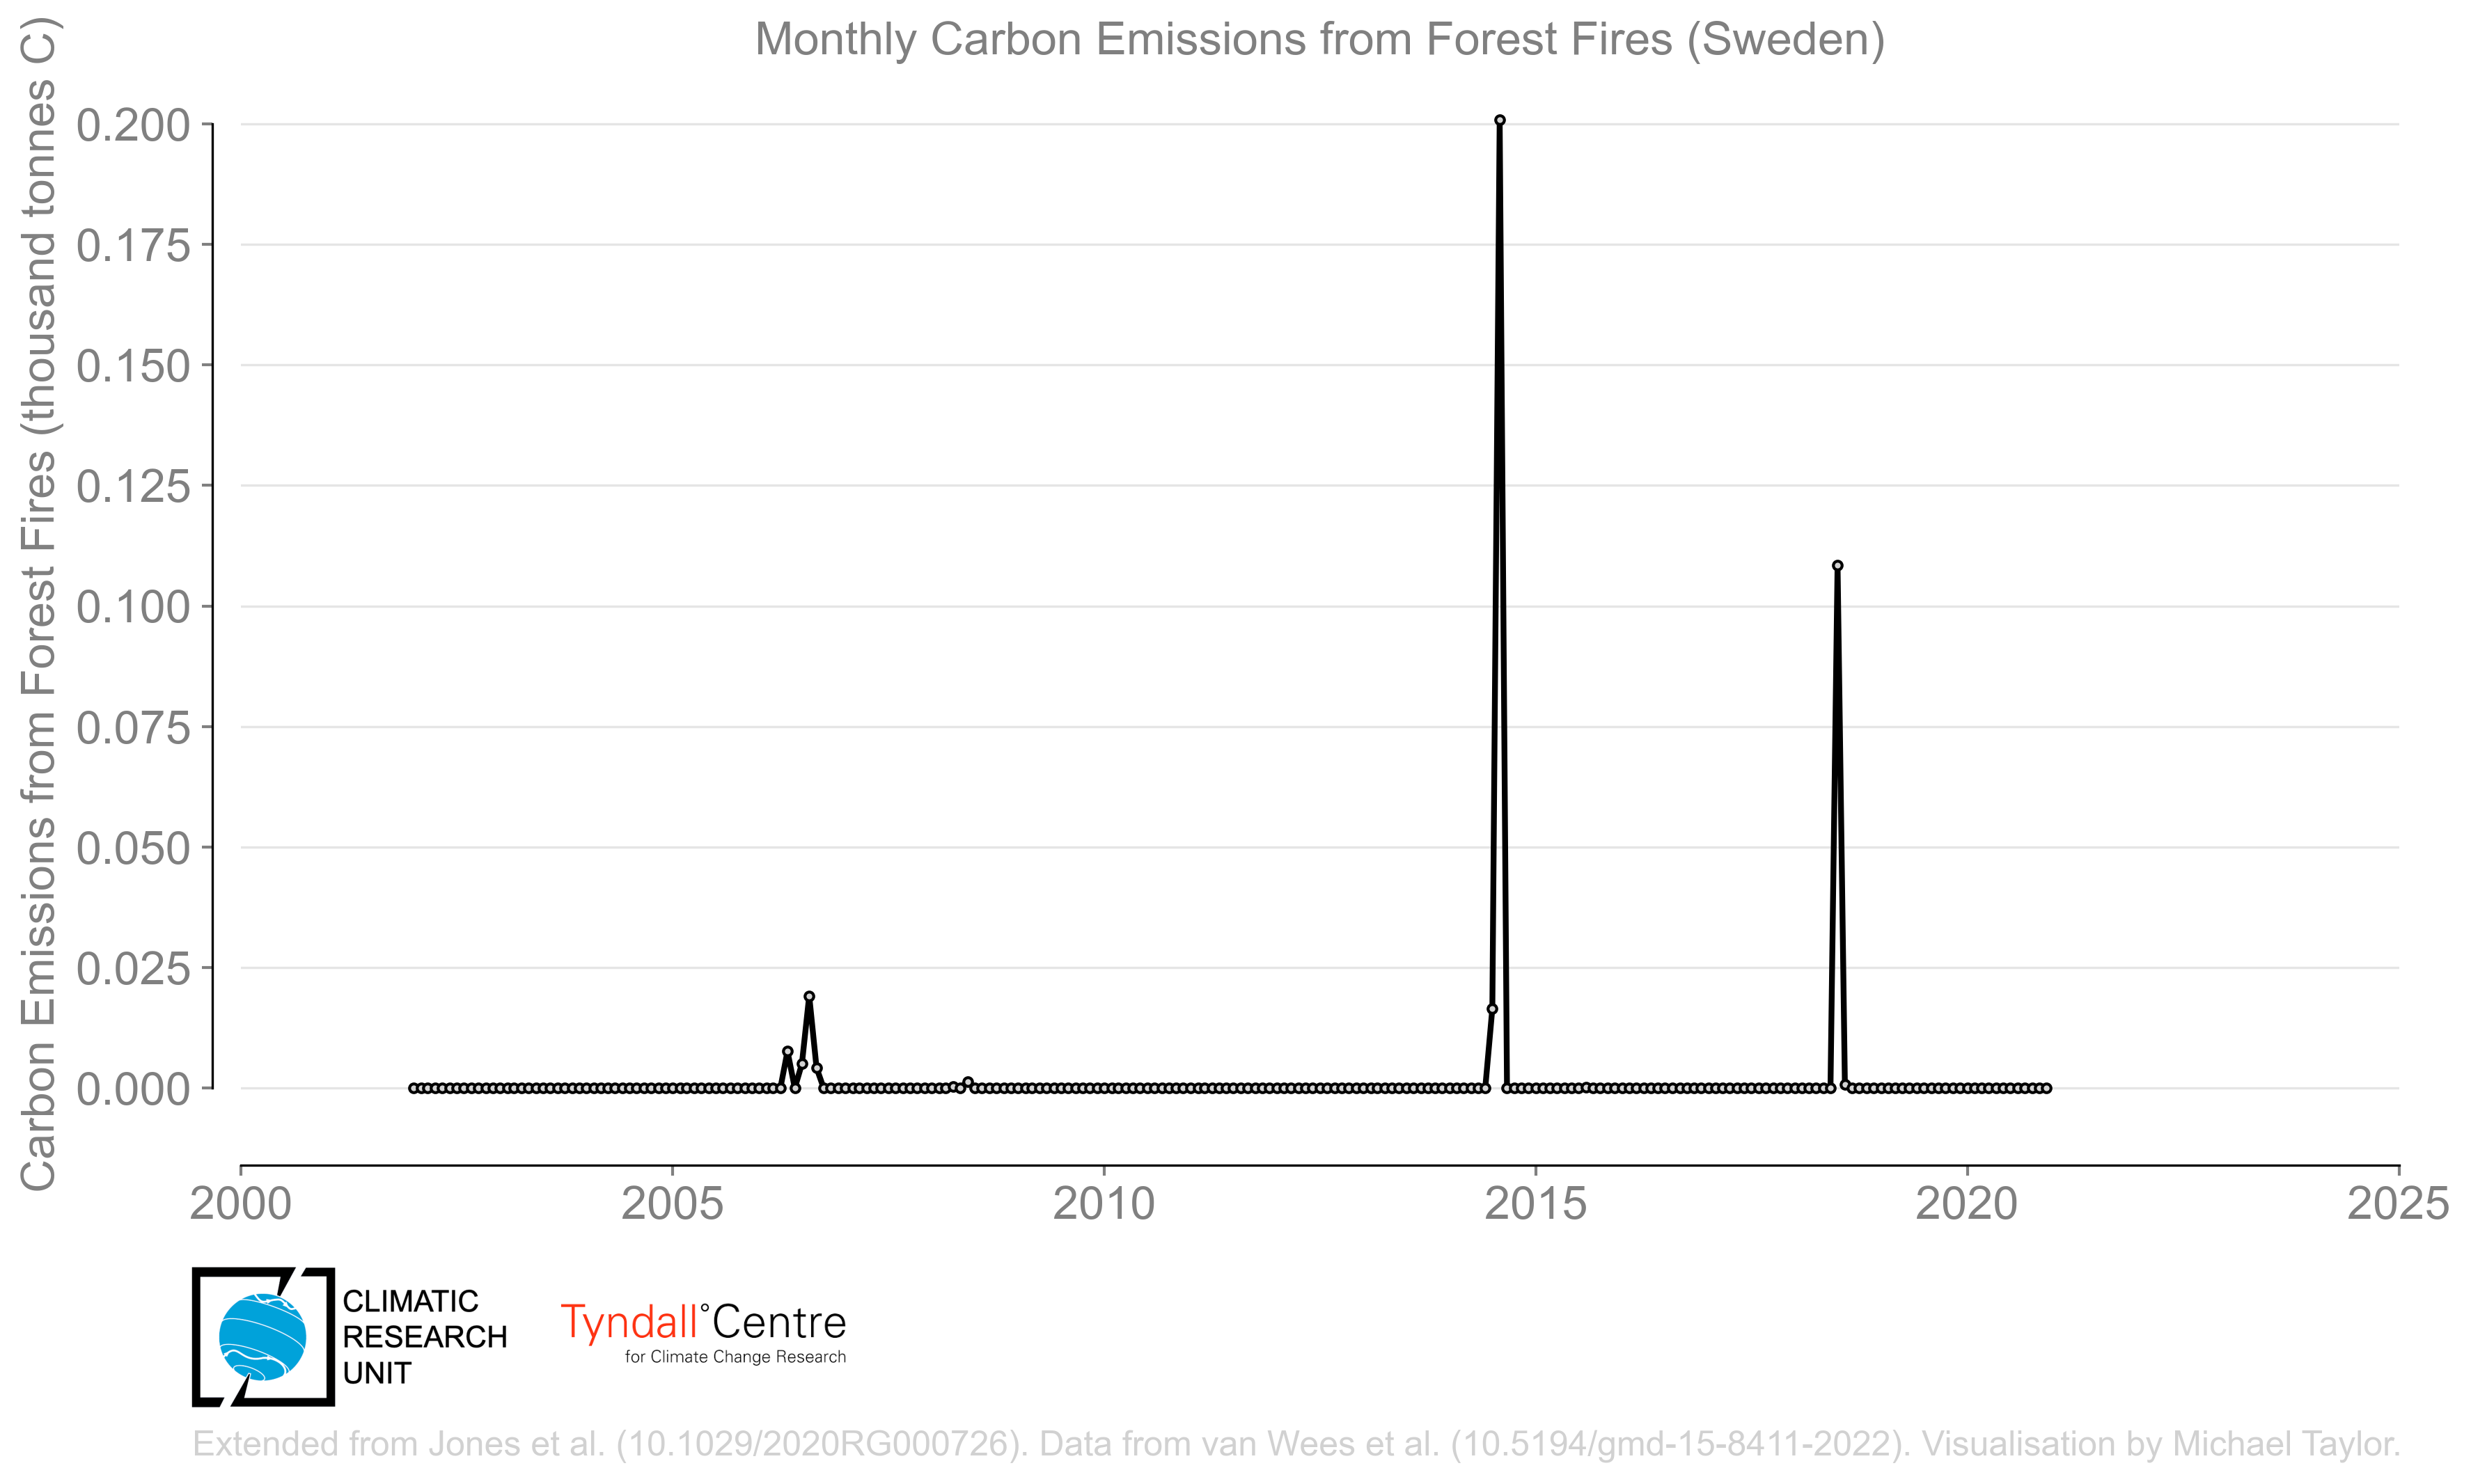 Monthly Carbon Emissions from Forest Fires (Sweden)
Carbon Emissions from Forest Fires (thousand tonnes C)
0.200
0.175
0.150
0.125
0.100
0.075
0.050
0.025
0.000
2000 2005 2010 2015 2020 2025
CLIMATIC
RESEARCH
UNIT
Tyndall°Centre
for Climate Change Research
Extended from Jones et al. (10.1029/2020RG000726). Data from van Wees et al. (10.5194/gmd-15-8411-2022). Visualisation by Michael Taylor.